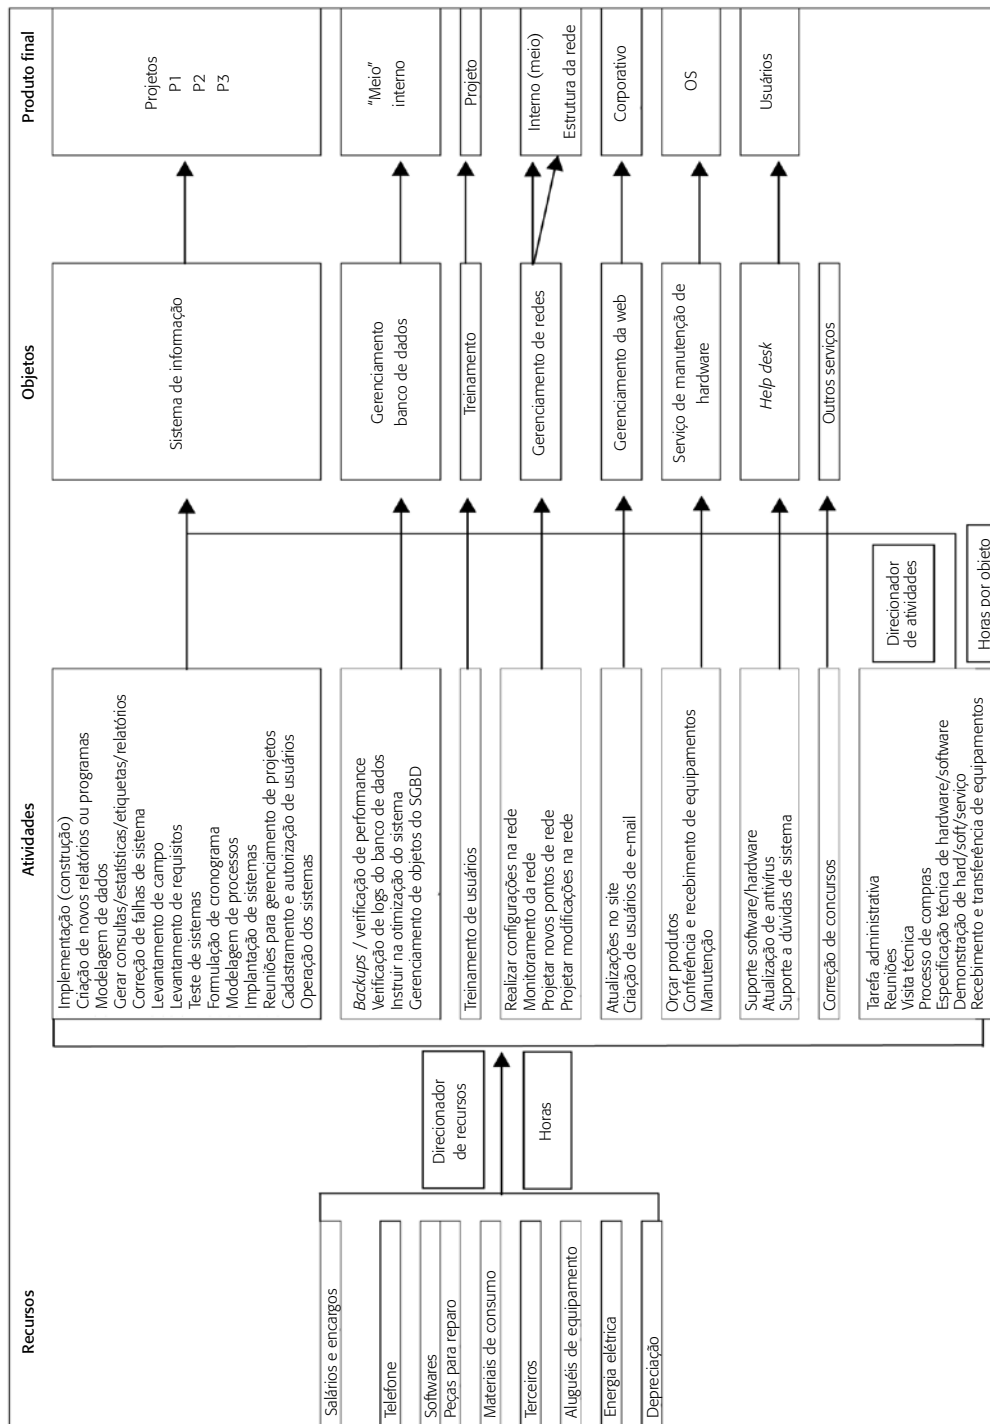 Recursos
Salários e encargos
Telefone
Softwares
Peças para reparo
Materiais de consumo
Terceiros
Aluguéis de equipamento
Energia elétrica
Depreciação
Direcionador
de recursos
Horas
Atividades
Implementação (construção)
Criação de novos relatórios ou programas
Modelagem de dados
Gerar consultas/estatísticas/etiquetas/relatórios
Correção de falhas de sistema
Levantamento de campo
Levantamento de requisitos
Teste de sistemas
Formulação de cronograma
Modelagem de processos
Implantação de sistemas
Reuniões para gerenciamento de projetos
Cadastramento e autorização de usuários
Operação dos sistemas
Backups / verificação de performance
Verificação de logs do banco de dados
Instruir na otimização do sistema
Gerenciamento de objetos do SGBD
Treinamento de usuários
Realizar configurações na rede
Monitoramento da rede
Projetar novos pontos de rede
Projetar modificações na rede
Atualizações no site
Criação de usuários de e-mail
Orçar produtos
Conferência e recebimento de equipamentos
Manutenção
Suporte software/hardware
Atualização de antivírus
Suporte a dúvidas de sistema
Correção de concursos
Tarefa administrativa
Reuniões
Visita técnica
Processo de compras
Especificação técnica de hardware/software
Demonstração de hard/soft/serviço
Recebimento e transferência de equipamentos
Direcionador
de atividades
Horas por objeto
Objetos
Sistema de informação
Gerenciamento
banco de dados
Treinamento
Gerenciamento de redes
Gerenciamento da web
Serviço de manutenção de
hardware
Help desk
Outros serviços
Produto final
Projetos
P1
P2
P3
"Meio"
interno
Projeto
Interno (meio)
Estrutura da rede
Corporativo
OS
Usuários